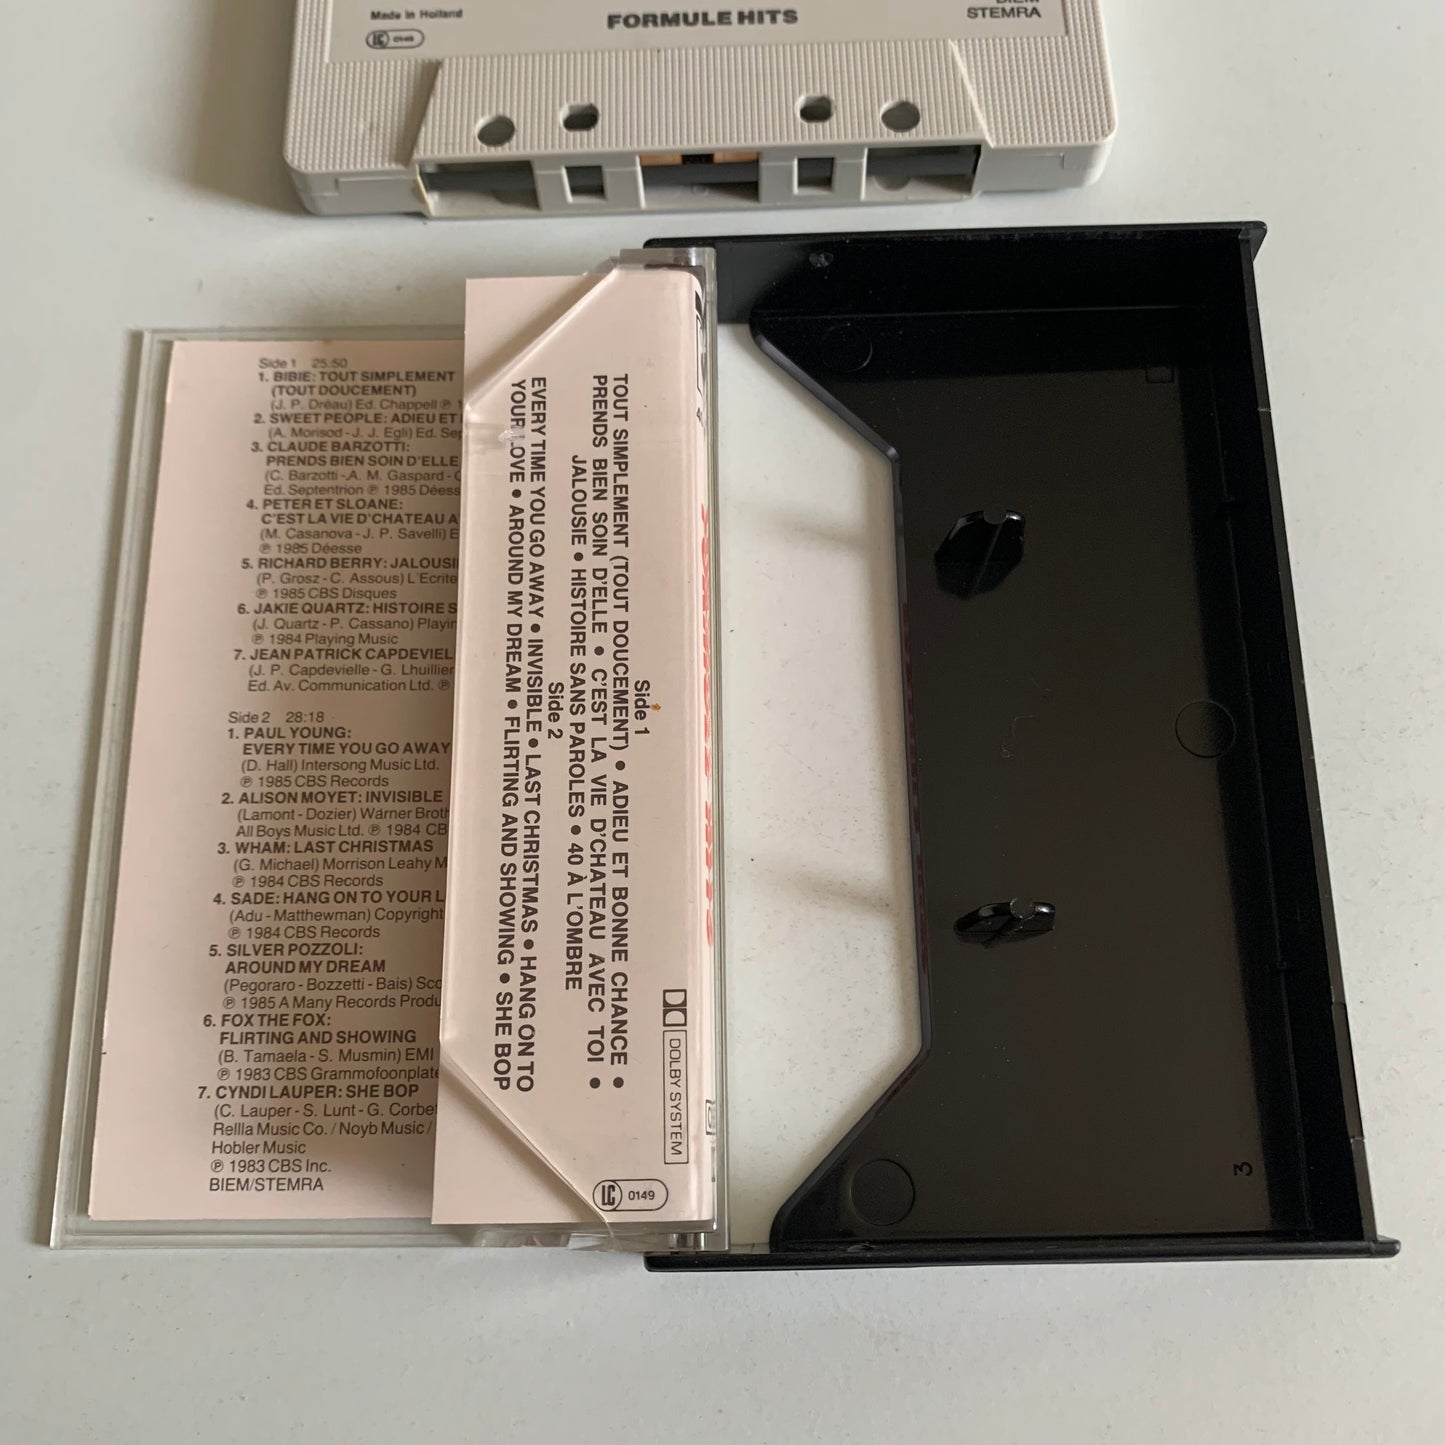 Made in Holland
0149
FORMULE HITS
BIEM
STEMRA
Side 1 25:50
1. BIBIE: TOUT SIMPLEMENT
(TOUT DOUCEMENT)
(J. P. Dréau) Ed. Chappell ℗
2. SWEET PEOPLE: ADIEU ET
(A. Morisod - J. J. Egli) Ed.
3. CLAUDE BARZOTTI:
PRENDS BIEN SOIN D'ELLE
(C. Barzotti -A. M. Gaspard -
Ed. Septentrion ℗ 1985 Déess
4. PETER ET SLOANE:
C'EST LA VIE D'CHATEAU A
(M. Casanova - J. P. Savelli) E
℗ 1985 Déesse
5. RICHARD BERRY: JALOUSI
(P. Grosz - C. Assous) L'Ecrite
℗ 1985 CBS Disques
6. JAKIE QUARTZ: HISTOIRE S
(J. Quartz - P. Cassano) Playin
℗ 1984 Playing Music
7. JEAN PATRICK CAPDEVIEL
(J. P. Capdevielle - G. Lhuillier
Ed. Av. Communication Ltd. ℗
Side 2 28:18
1. PAUL YOUNG:
EVERY TIME YOU GO AWAY
(D. Hall) Intersong Music Ltd.
℗ 1985 CBS Records
2. ALISON MOYET: INVISIBLE
(Lamont - Dozier) Warner Broth
All Boys Music Ltd. ℗ 1984 CB
3. WHAM: LAST CHRISTMAS
(G. Michael) Morrison Leahy M
℗ 1984 CBS Records
4. SADE: HANG ON TO YOUR L
(Adu - Matthewman) Copyright
℗ 1984 CBS Records
5. SILVER POZZOLI:
AROUND MY DREAM
(Pegoraro - Bozzetti - Bais) Sco
℗ 1985 A Many Records Produ
6. FOX THE FOX:
FLIRTING AND SHOWING
(B. Tamaela - S. Musmin) EMI
℗ 1983 CBS Grammofoonplate
7. CYNDI LAUPER: SHE BOP
(C. Lauper - S. Lunt - G. Corbet
Rellla Music Co. / Noyb Music /
Hobler Music
℗ 1983 CBS Inc.
BIEM/STEMRA
Side 1
TOUT SIMPLEMENT (TOUT DOUCEMENT) • ADIEU ET BONNE CHANCE •
PRENDS BIEN SOIN D'ELLE • C'EST LA VIE D'CHATEAU AVEC TOI •
JALOUSIE • HISTOIRE SANS PAROLES • 40 À L'OMBRE
Side 2
EVERY TIME YOU GO AWAY • INVISIBLE • LAST CHRISTMAS • HANG ON TO
YOUR LOVE • AROUND MY DREAM • FLIRTING AND SHOWING • SHE BOP
DOLBY SYSTEM
0149
3